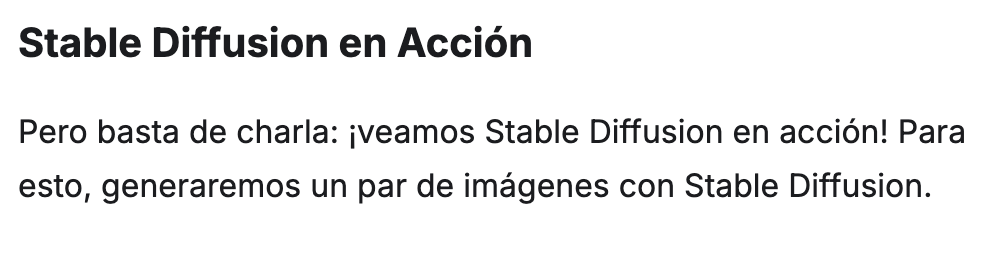 Stable Diffusion en Acción
Pero basta de charla: ¡veamos Stable Diffusion en acción! Para
esto, generaremos un par de imágenes con Stable Diffusion.